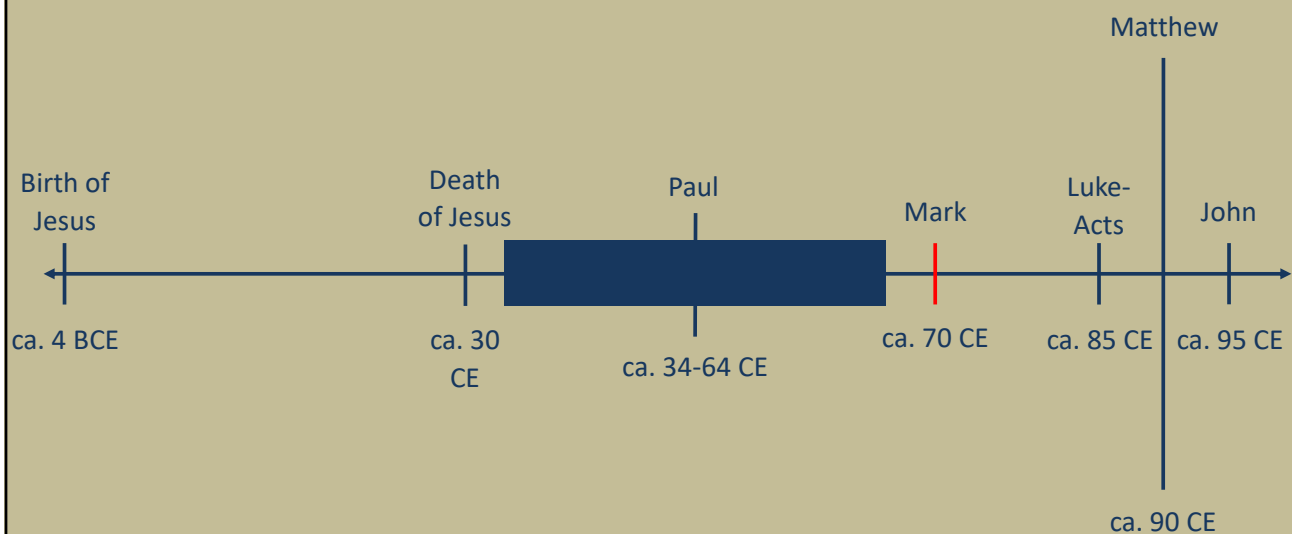 Matthew
Birth of
Jesus
Death
of Jesus
Paul
Mark
Luke-
Acts
John
ca. 4 BCE
ca. 30
CE
ca. 34-64 CE
ca. 70 CE
ca. 85 CE
ca. 95 CE
ca. 90 CE